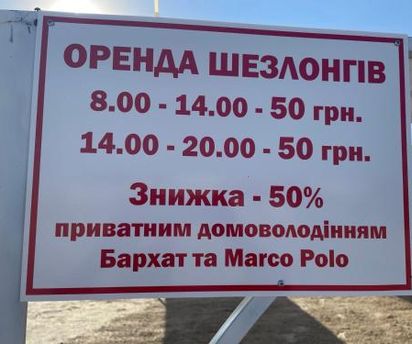 ОРЕНДА ШЕЗЛОНГІВ
8.00 - 14.00 - 50 грн.
14.00 - 20.00 - 50 грн.
Знижка - 50%
приватним домоволодінням
Бархат та Marco Polo